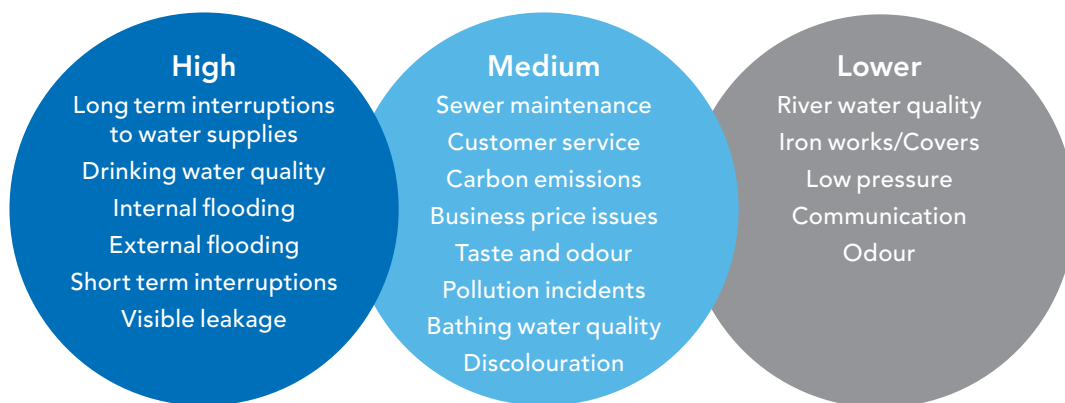 High
Long term interruptions
to water supplies
Drinking water quality
Internal flooding
External flooding
Short term interruptions
Visible leakage
Medium
Sewer maintenance
Customer service
Carbon emissions
Business price issues
Taste and odour
Pollution incidents
Bathing water quality
Discolouration
Lower
River water quality
Iron works/Covers
Low pressure
Communication
Odour